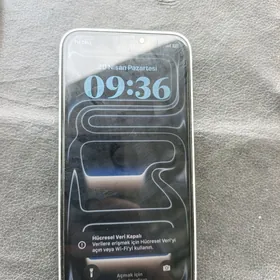 Nisan Pazartesi
09:36
Hücresel Veri Kapalı
Verilere erişmek için Hücresel Veri'yi
açın veya Wi-Fi'yi kullanın.
Açmak için